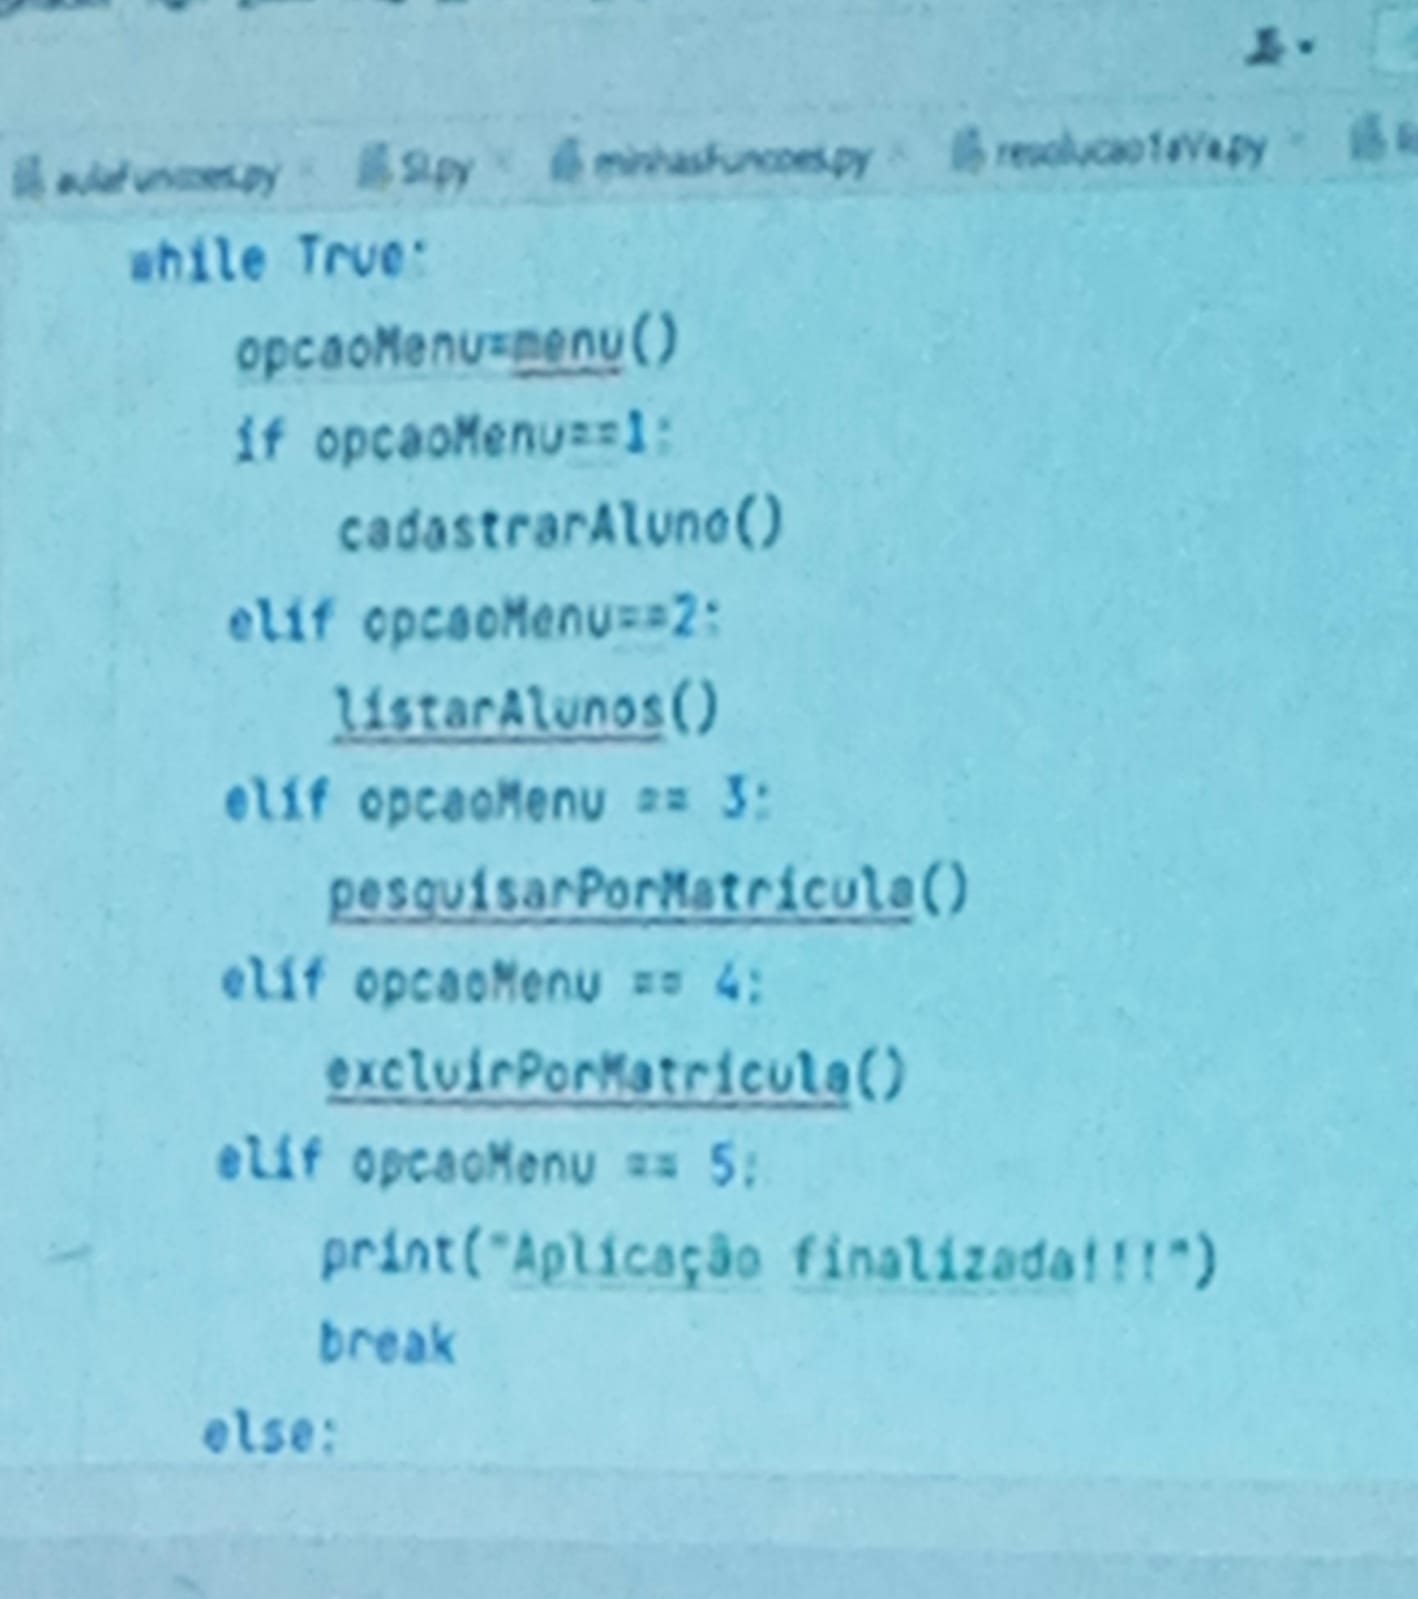 aulaFuncoes.py SI.py minhasFuncoes.py resolucao1aVa.py
while True:
opcaoMenu=menu()
if opcaoMenu==1:
cadastrarAluno()
elif opcaoMenu==2:
listarAlunos()
elif opcaoMenu == 3:
pesquisarPorMatricula()
elif opcaoMenu == 4:
excluirPorMatricula()
elif opcaoMenu == 5:
print("Aplicação finalizada!!!")
break
else: